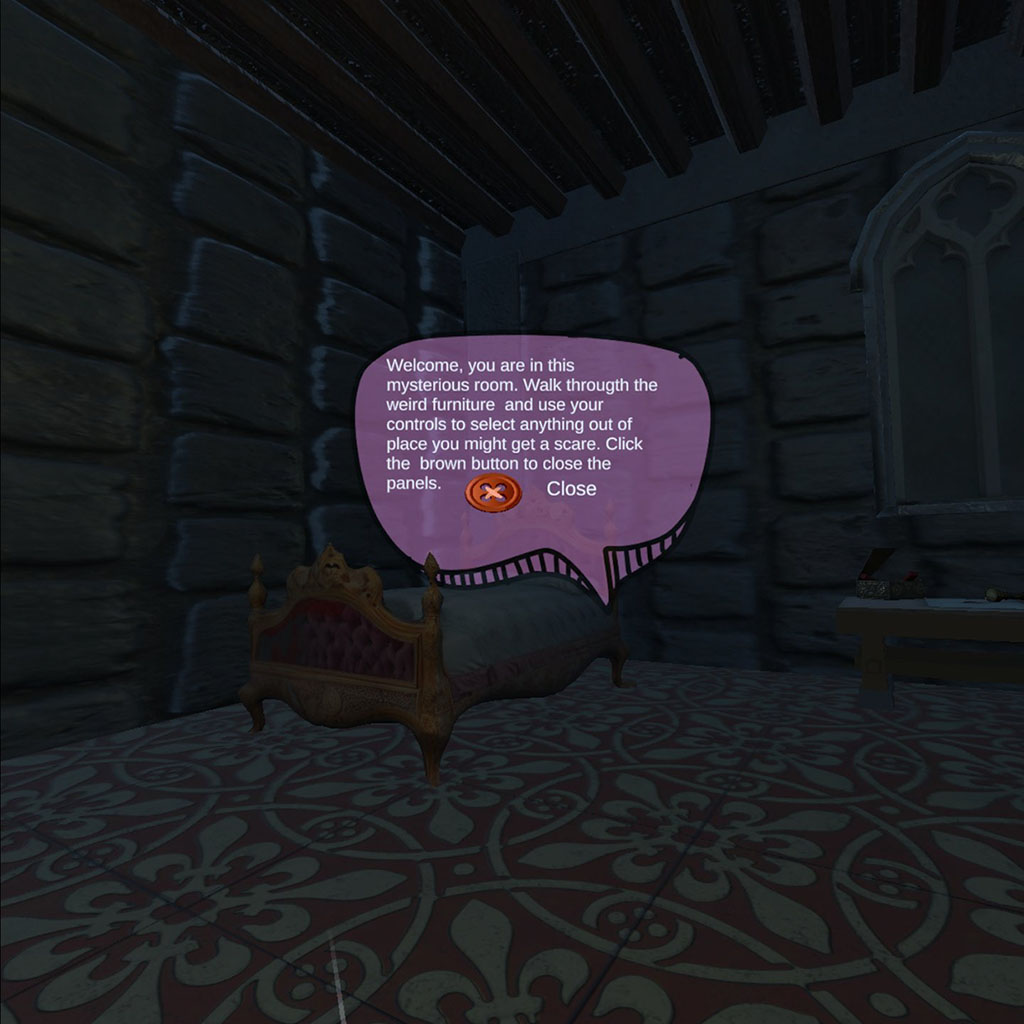 Welcome, you are in this
mysterious room. Walk througth the
weird furniture  and use your
controls to select anything out of
place you might get a scare. Click
the  brown button to close the
panels.
Close